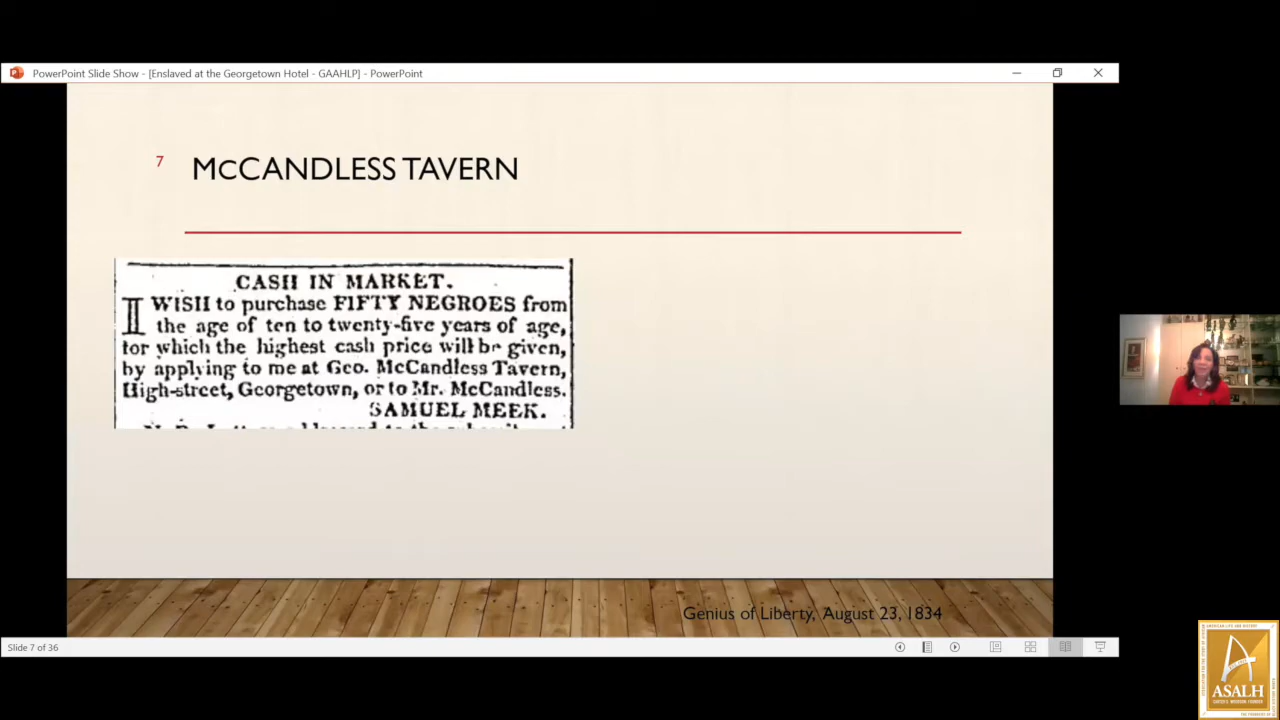 PowerPoint Slide Show - [Enslaved at the Georgetown Hotel - GAAHLP] - PowerPoint
7
McCANDLESS TAVERN
CASH IN MARKET.
I WISH to purchase FIFTY NEGROES from
the age of ten to twenty-five years of age,
for which the highest cash price will be given,
by applying to me at Geo. McCandless Tavern,
High-street, Georgetown, or to Mr. McCandless.
SAMUEL MEEK.
Genius of Liberty, August 23, 1834
Slide 7 of 36
ASALH